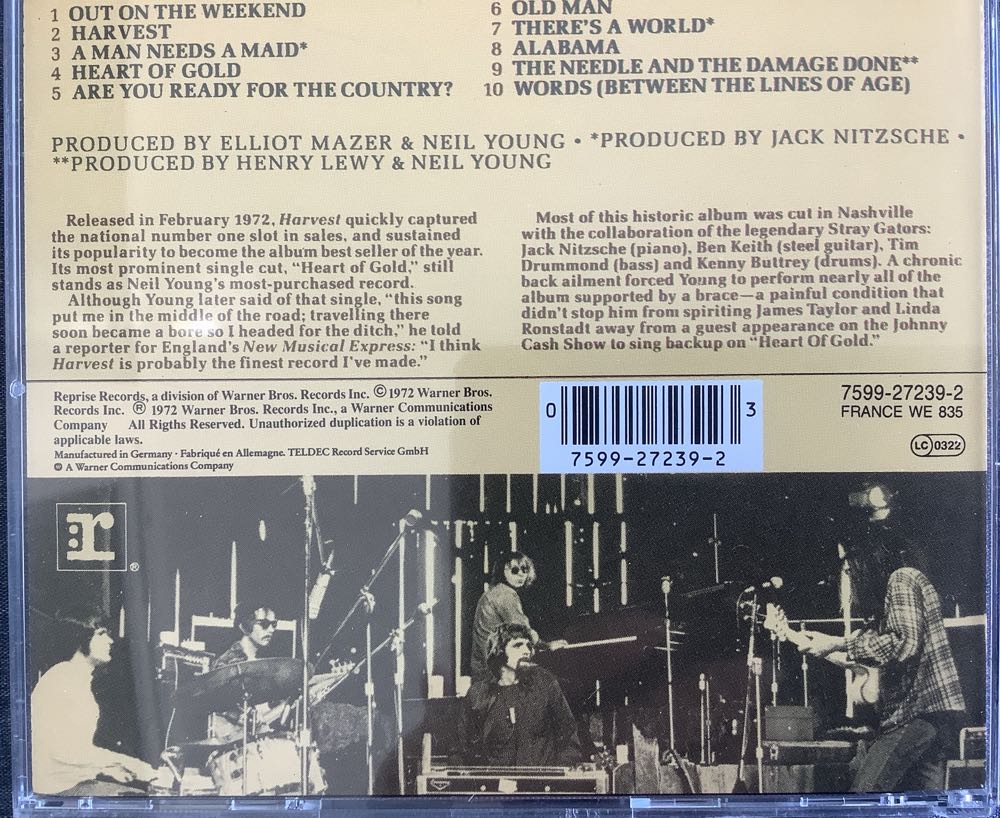 1 OUT ON THE WEEKEND
2 HARVEST
3 A MAN NEEDS A MAID*
4 HEART OF GOLD
5 ARE YOU READY FOR THE COUNTRY?
6 OLD MAN
7 THERE'S A WORLD*
8 ALABAMA
9 THE NEEDLE AND THE DAMAGE DONE**
10 WORDS (BETWEEN THE LINES OF AGE)
PRODUCED BY ELLIOT MAZER & NEIL YOUNG • *PRODUCED BY JACK NITZSCHE •
**PRODUCED BY HENRY LEWY & NEIL YOUNG
Released in February 1972, Harvest quickly captured
the national number one slot in sales, and sustained
its popularity to become the album best seller of the year.
Its most prominent single cut, "Heart of Gold," still
stands as Neil Young's most-purchased record.
Although Young later said of that single, "this song
put me in the middle of the road; travelling there
soon became a bore so I headed for the ditch," he told
a reporter for England's New Musical Express: "I think
Harvest is probably the finest record I've made."
Most of this historic album was cut in Nashville
with the collaboration of the legendary Stray Gators:
Jack Nitzsche (piano), Ben Keith (steel guitar), Tim
Drummond (bass) and Kenny Buttrey (drums). A chronic
back ailment forced Young to perform nearly all of the
album supported by a brace—a painful condition that
didn't stop him from spiriting James Taylor and Linda
Ronstadt away from a guest appearance on the Johnny
Cash Show to sing backup on "Heart Of Gold."
Reprise Records, a division of Warner Bros. Records Inc. © 1972 Warner Bros.
Records Inc. ® 1972 Warner Bros. Records Inc., a Warner Communications
Company All Rigths Reserved. Unauthorized duplication is a violation of
applicable laws.
Manufactured in Germany · Fabriqué en Allemagne. TELDEC Record Service GmbH
A Warner Communications Company
0 3
7599-27239-2
7599-27239-2
FRANCE WE 835
LC 0322
:r ®